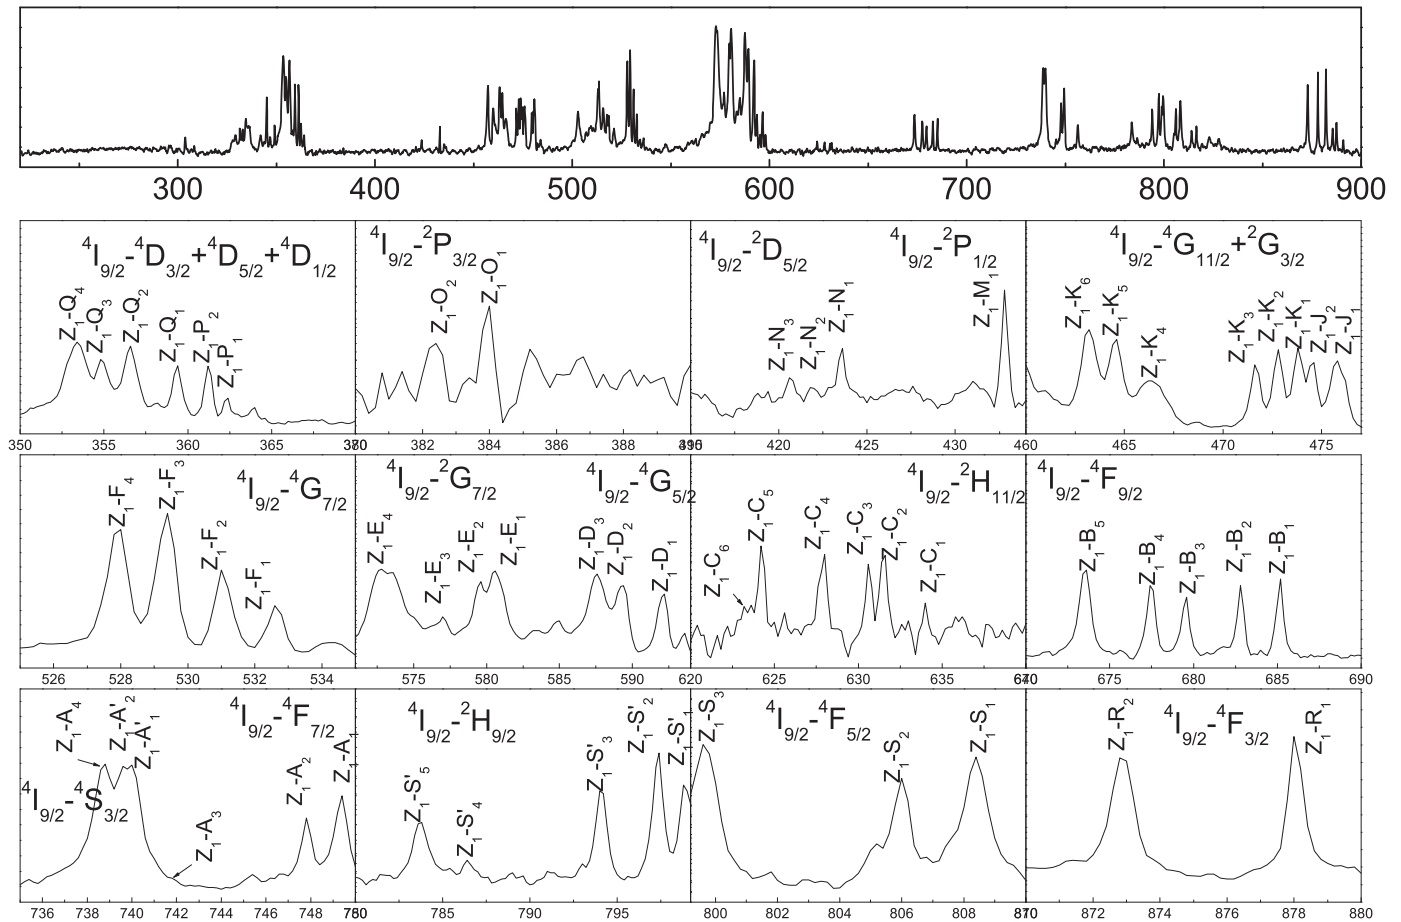 300 400 500 600 700 800 900
⁴I₉/₂-⁴D₃/₂+⁴D₅/₂+⁴D₁/₂
Z₁-Q₄
Z₁-Q₃
Z₁-Q₂
Z₁-Q₁
Z₁-P₂
Z₁-P₁
350 355 360 365 370
⁴I₉/₂-²P₃/₂
Z₁-O₂
Z₁-O₁
380 382 384 386 388 390
⁴I₉/₂-²D₅/₂
⁴I₉/₂-²P₁/₂
Z₁-N₃
Z₁-N₂
Z₁-N₁
Z₁-M₁
415 420 425 430
⁴I₉/₂-⁴G₁₁/₂+²G₃/₂
Z₁-K₆
Z₁-K₅
Z₁-K₄
Z₁-K₃
Z₁-K₂
Z₁-K₁
Z₁-J₂
Z₁-J₁
460 465 470 475
⁴I₉/₂-⁴G₇/₂
Z₁-F₄
Z₁-F₃
Z₁-F₂
Z₁-F₁
526 528 530 532 534
⁴I₉/₂-²G₇/₂
⁴I₉/₂-⁴G₅/₂
Z₁-E₄
Z₁-E₃
Z₁-E₂
Z₁-E₁
Z₁-D₃
Z₁-D₂
Z₁-D₁
575 580 585 590
⁴I₉/₂-²H₁₁/₂
Z₁-C₆
Z₁-C₅
Z₁-C₄
Z₁-C₃
Z₁-C₂
Z₁-C₁
620 625 630 635 640
⁴I₉/₂-⁴F₉/₂
Z₁-B₅
Z₁-B₄
Z₁-B₃
Z₁-B₂
Z₁-B₁
670 675 680 685 690
⁴I₉/₂-⁴F₇/₂
⁴I₉/₂-⁴S₃/₂
Z₁-A₄
Z₁-A'₂
Z₁-A'₁
Z₁-A₃
Z₁-A₂
Z₁-A₁
736 738 740 742 744 746 748 750
⁴I₉/₂-²H₉/₂
Z₁-S'₅
Z₁-S'₄
Z₁-S'₃
Z₁-S'₂
Z₁-S'₁
780 785 790 795
⁴I₉/₂-⁴F₅/₂
Z₁-S₃
Z₁-S₂
Z₁-S₁
800 802 804 806 808 810
⁴I₉/₂-⁴F₃/₂
Z₁-R₂
Z₁-R₁
870 872 874 876 878 880